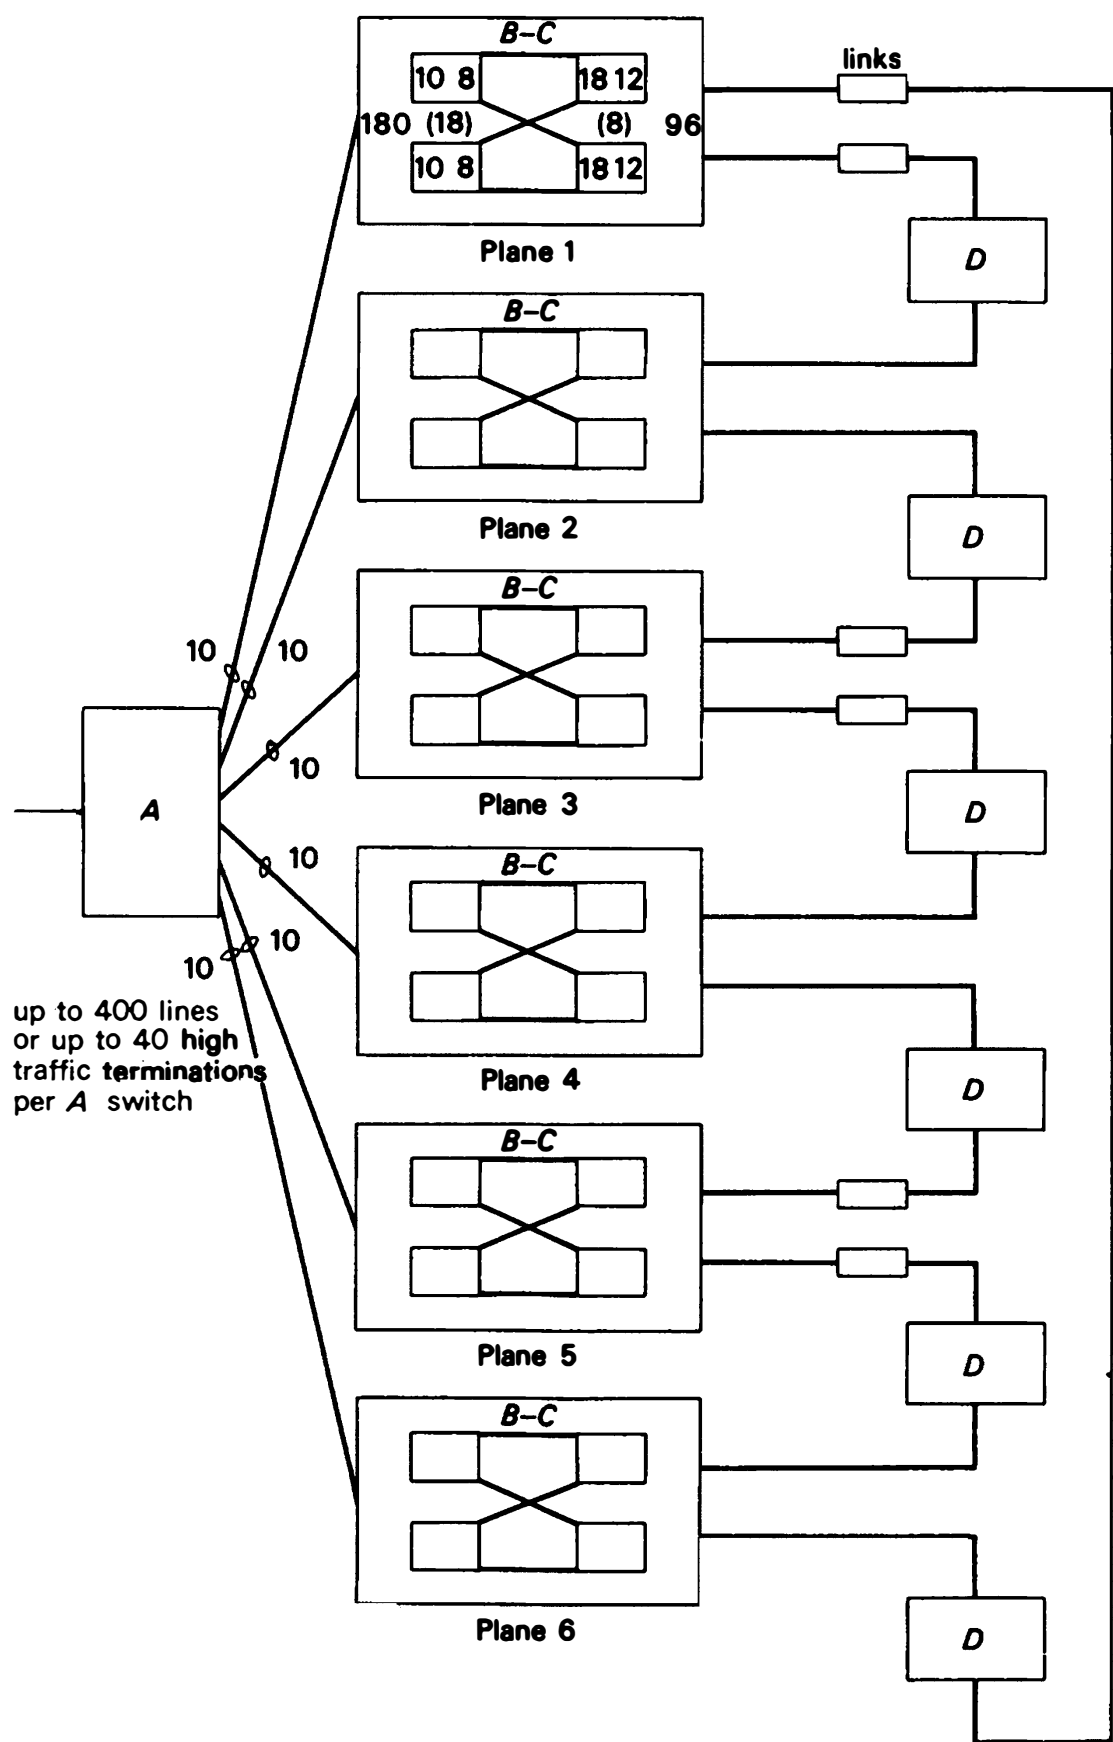 B–C
10 8
18 12
180 (18)
(8) 96
10 8
18 12
Plane 1
links
D
B–C
Plane 2
D
B–C
Plane 3
D
10
10
10
A
10
10
10
up to 400 lines
or up to 40 high
traffic terminations
per A switch
B–C
Plane 4
D
B–C
Plane 5
D
B–C
Plane 6
D